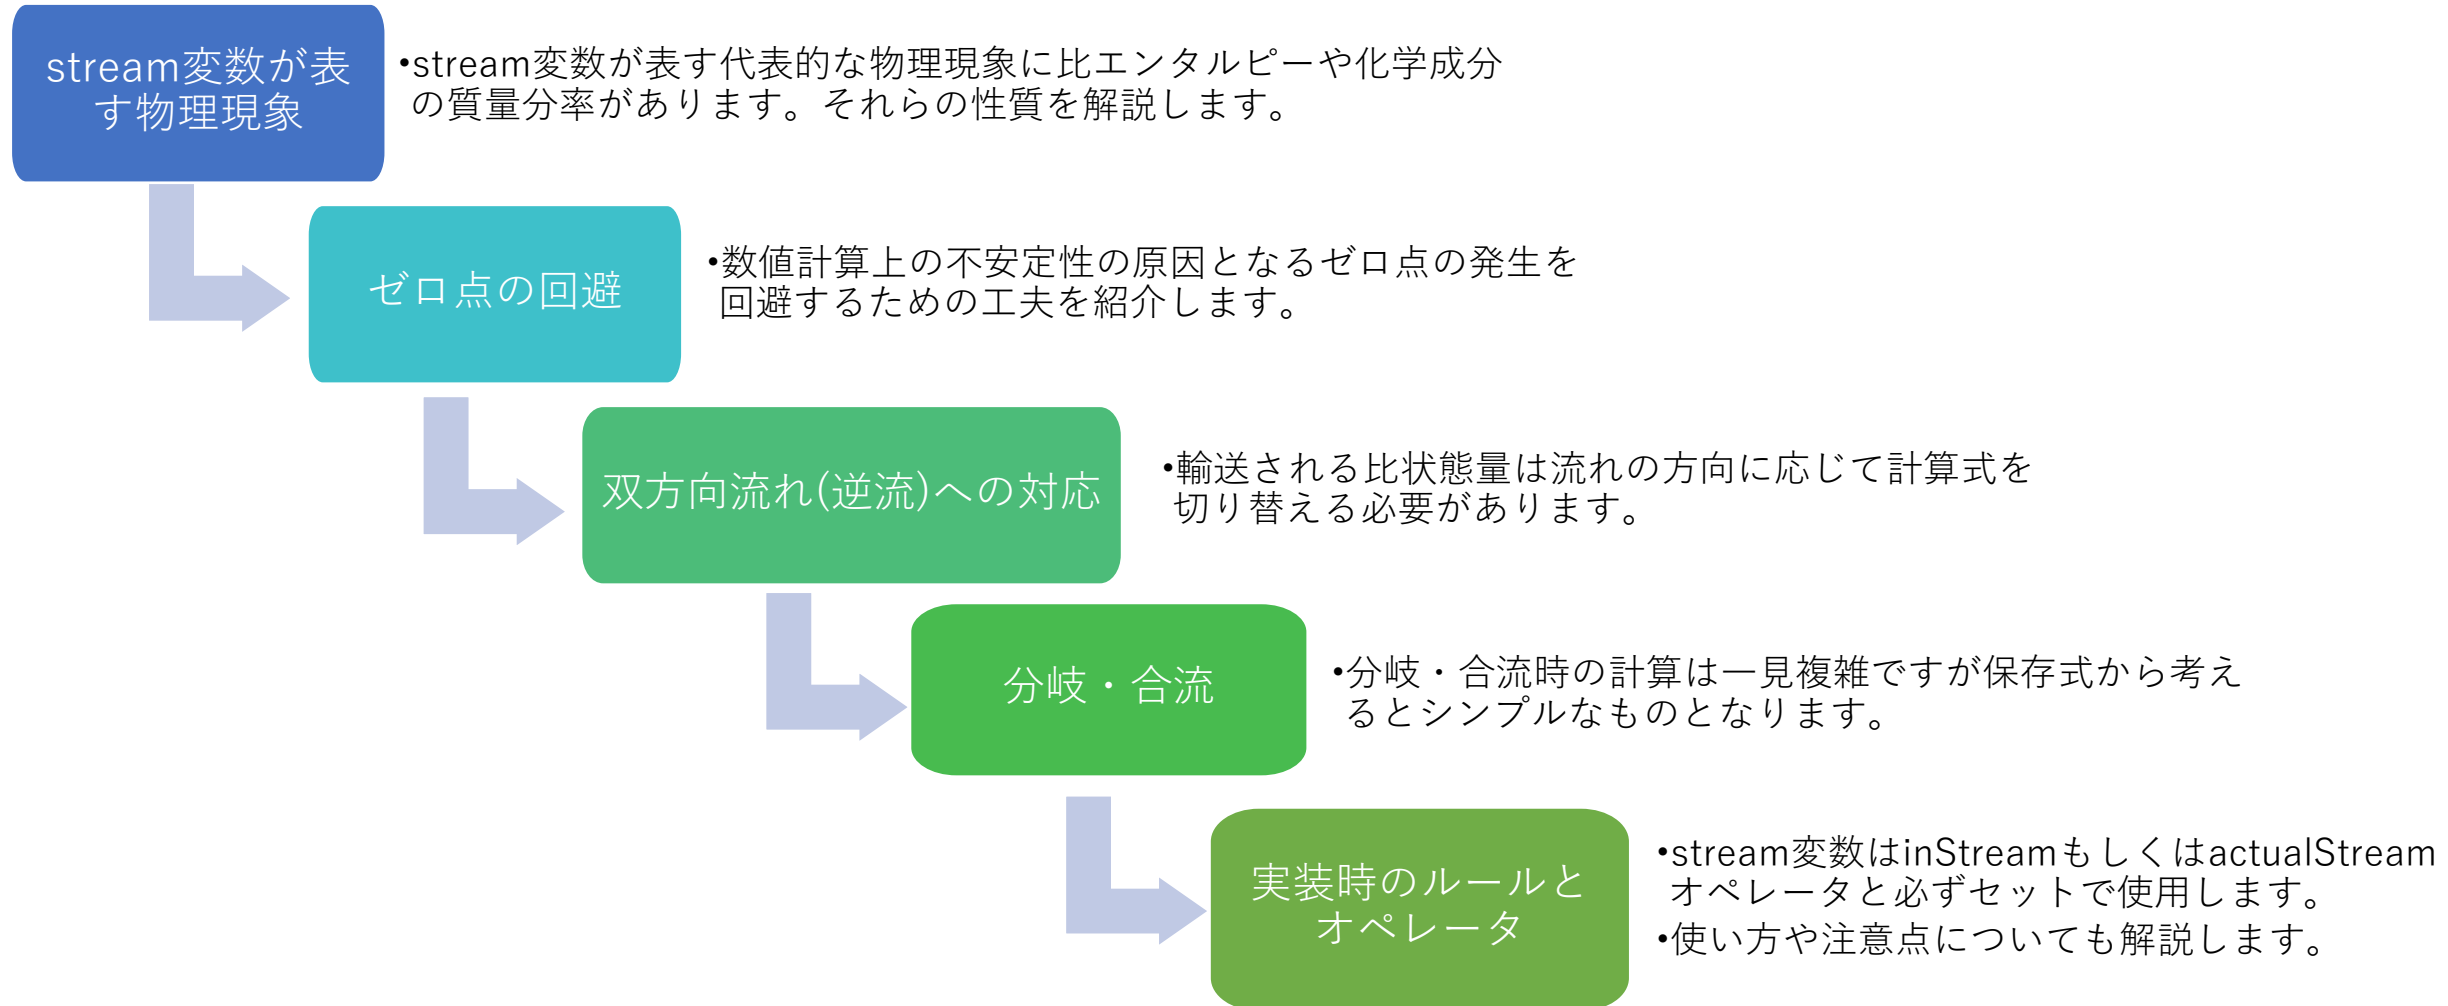 stream変数が表
す物理現象
•stream変数が表す代表的な物理現象に比エンタルピーや化学成分
の質量分率があります。それらの性質を解説します。
ゼロ点の回避
•数値計算上の不安定性の原因となるゼロ点の発生を
回避するための工夫を紹介します。
双方向流れ(逆流)への対応
•輸送される比状態量は流れの方向に応じて計算式を
切り替える必要があります。
分岐・合流
•分岐・合流時の計算は一見複雑ですが保存式から考え
るとシンプルなものとなります。
実装時のルールと
オペレータ
•stream変数はinStreamもしくはactualStream
オペレータと必ずセットで使用します。
•使い方や注意点についても解説します。